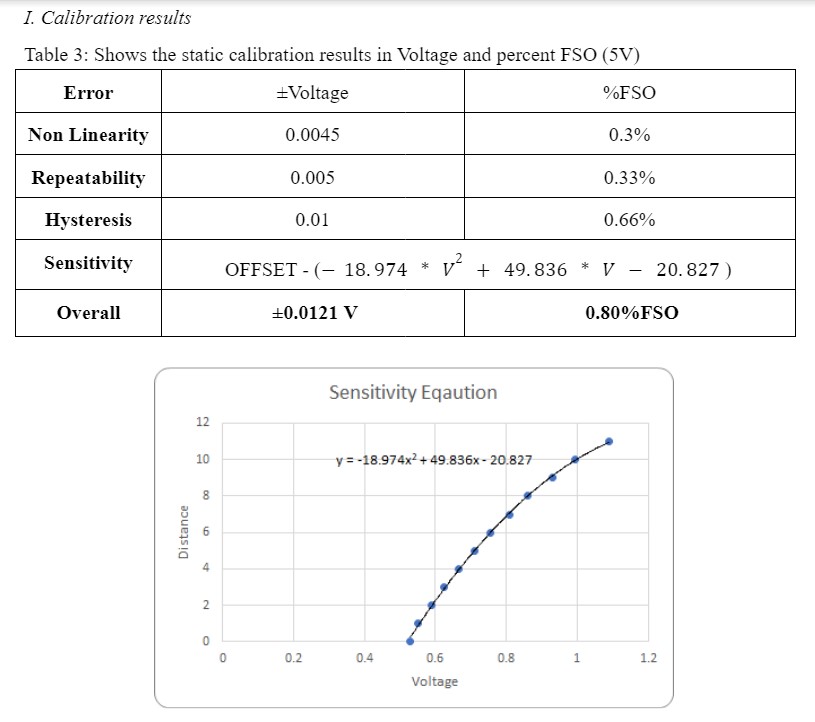 I. Calibration results
Table 3: Shows the static calibration results in Voltage and percent FSO (5V)
Error ±Voltage %FSO
Non Linearity 0.0045 0.3%
Repeatability 0.005 0.33%
Hysteresis 0.01 0.66%
Sensitivity OFFSET - (− 18.974 * V² + 49.836 * V − 20.827 )
Overall ±0.0121 V 0.80%FSO
Sensitivity Eqaution
12
10
8
6
4
2
0
Distance
y = -18.974x² + 49.836x - 20.827
0 0.2 0.4 0.6 0.8 1 1.2
Voltage